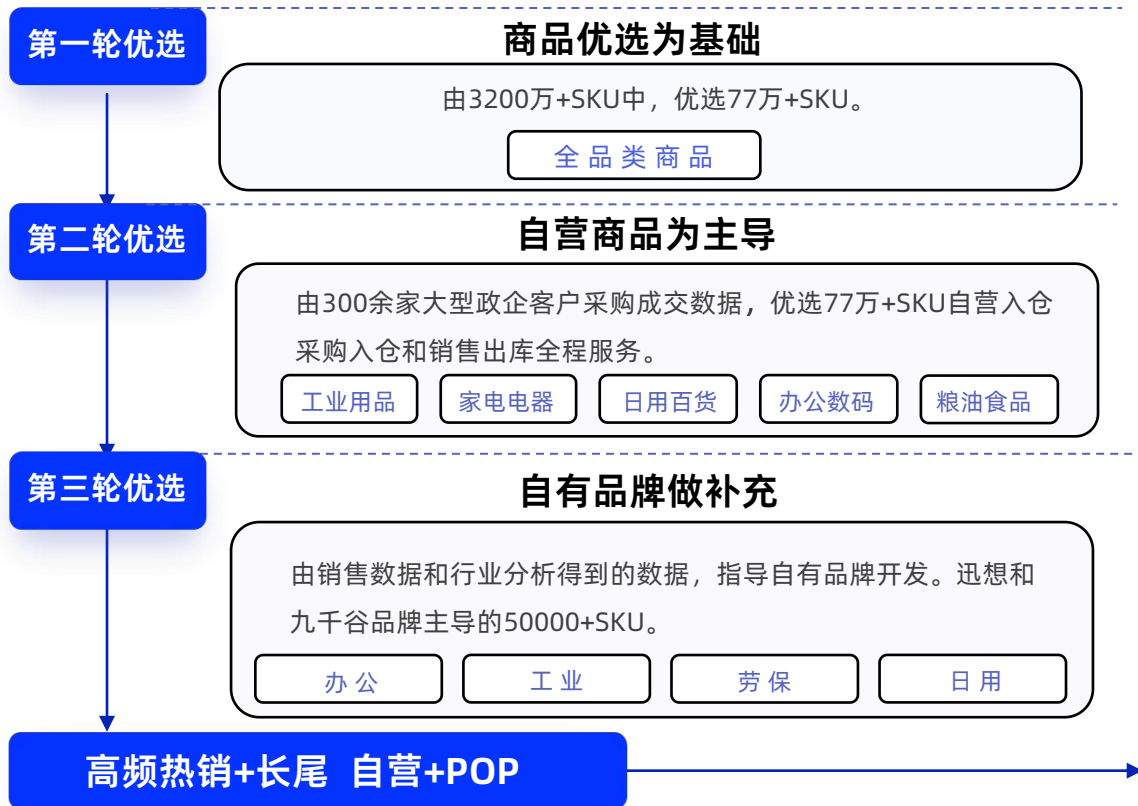 第一轮优选
商品优选为基础
由3200万+SKU中，优选77万+SKU。
全品类商品
第二轮优选
自营商品为主导
由300余家大型政企客户采购成交数据，优选77万+SKU自营入仓
采购入仓和销售出库全程服务。
工业用品 家电电器 日用百货 办公数码 粮油食品
第三轮优选
自有品牌做补充
由销售数据和行业分析得到的数据，指导自有品牌开发。迅想和
九千谷品牌主导的50000+SKU。
办公 工业 劳保 日用
高频热销+长尾 自营+POP